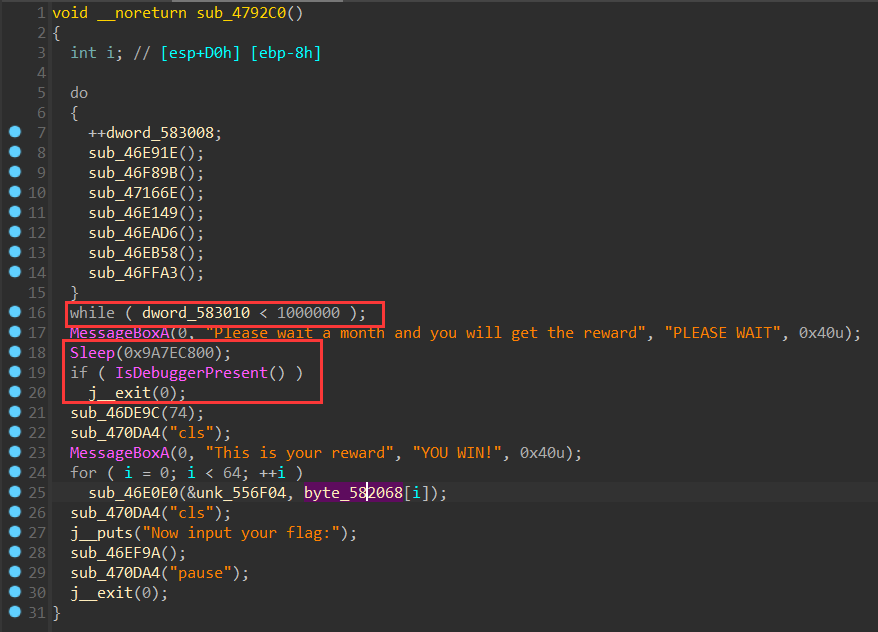 1 void __noreturn sub_4792C0()
2 {
3 int i; // [esp+D0h] [ebp-8h]
4
5 do
6 {
7 ++dword_583008;
8 sub_46E91E();
9 sub_46F89B();
10 sub_47166E();
11 sub_46E149();
12 sub_46EAD6();
13 sub_46EB58();
14 sub_46FFA3();
15 }
16 while ( dword_583010 < 1000000 );
17 MessageBoxA(0, "Please wait a month and you will get the reward", "PLEASE WAIT", 0x40u);
18 Sleep(0x9A7EC800);
19 if ( IsDebuggerPresent() )
20 j__exit(0);
21 sub_46DE9C(74);
22 sub_470DA4("cls");
23 MessageBoxA(0, "This is your reward", "YOU WIN!", 0x40u);
24 for ( i = 0; i < 64; ++i )
25 sub_46E0E0(&unk_556F04, byte_582068[i]);
26 sub_470DA4("cls");
27 j__puts("Now input your flag:");
28 sub_46EF9A();
29 sub_470DA4("pause");
30 j__exit(0);
31 }